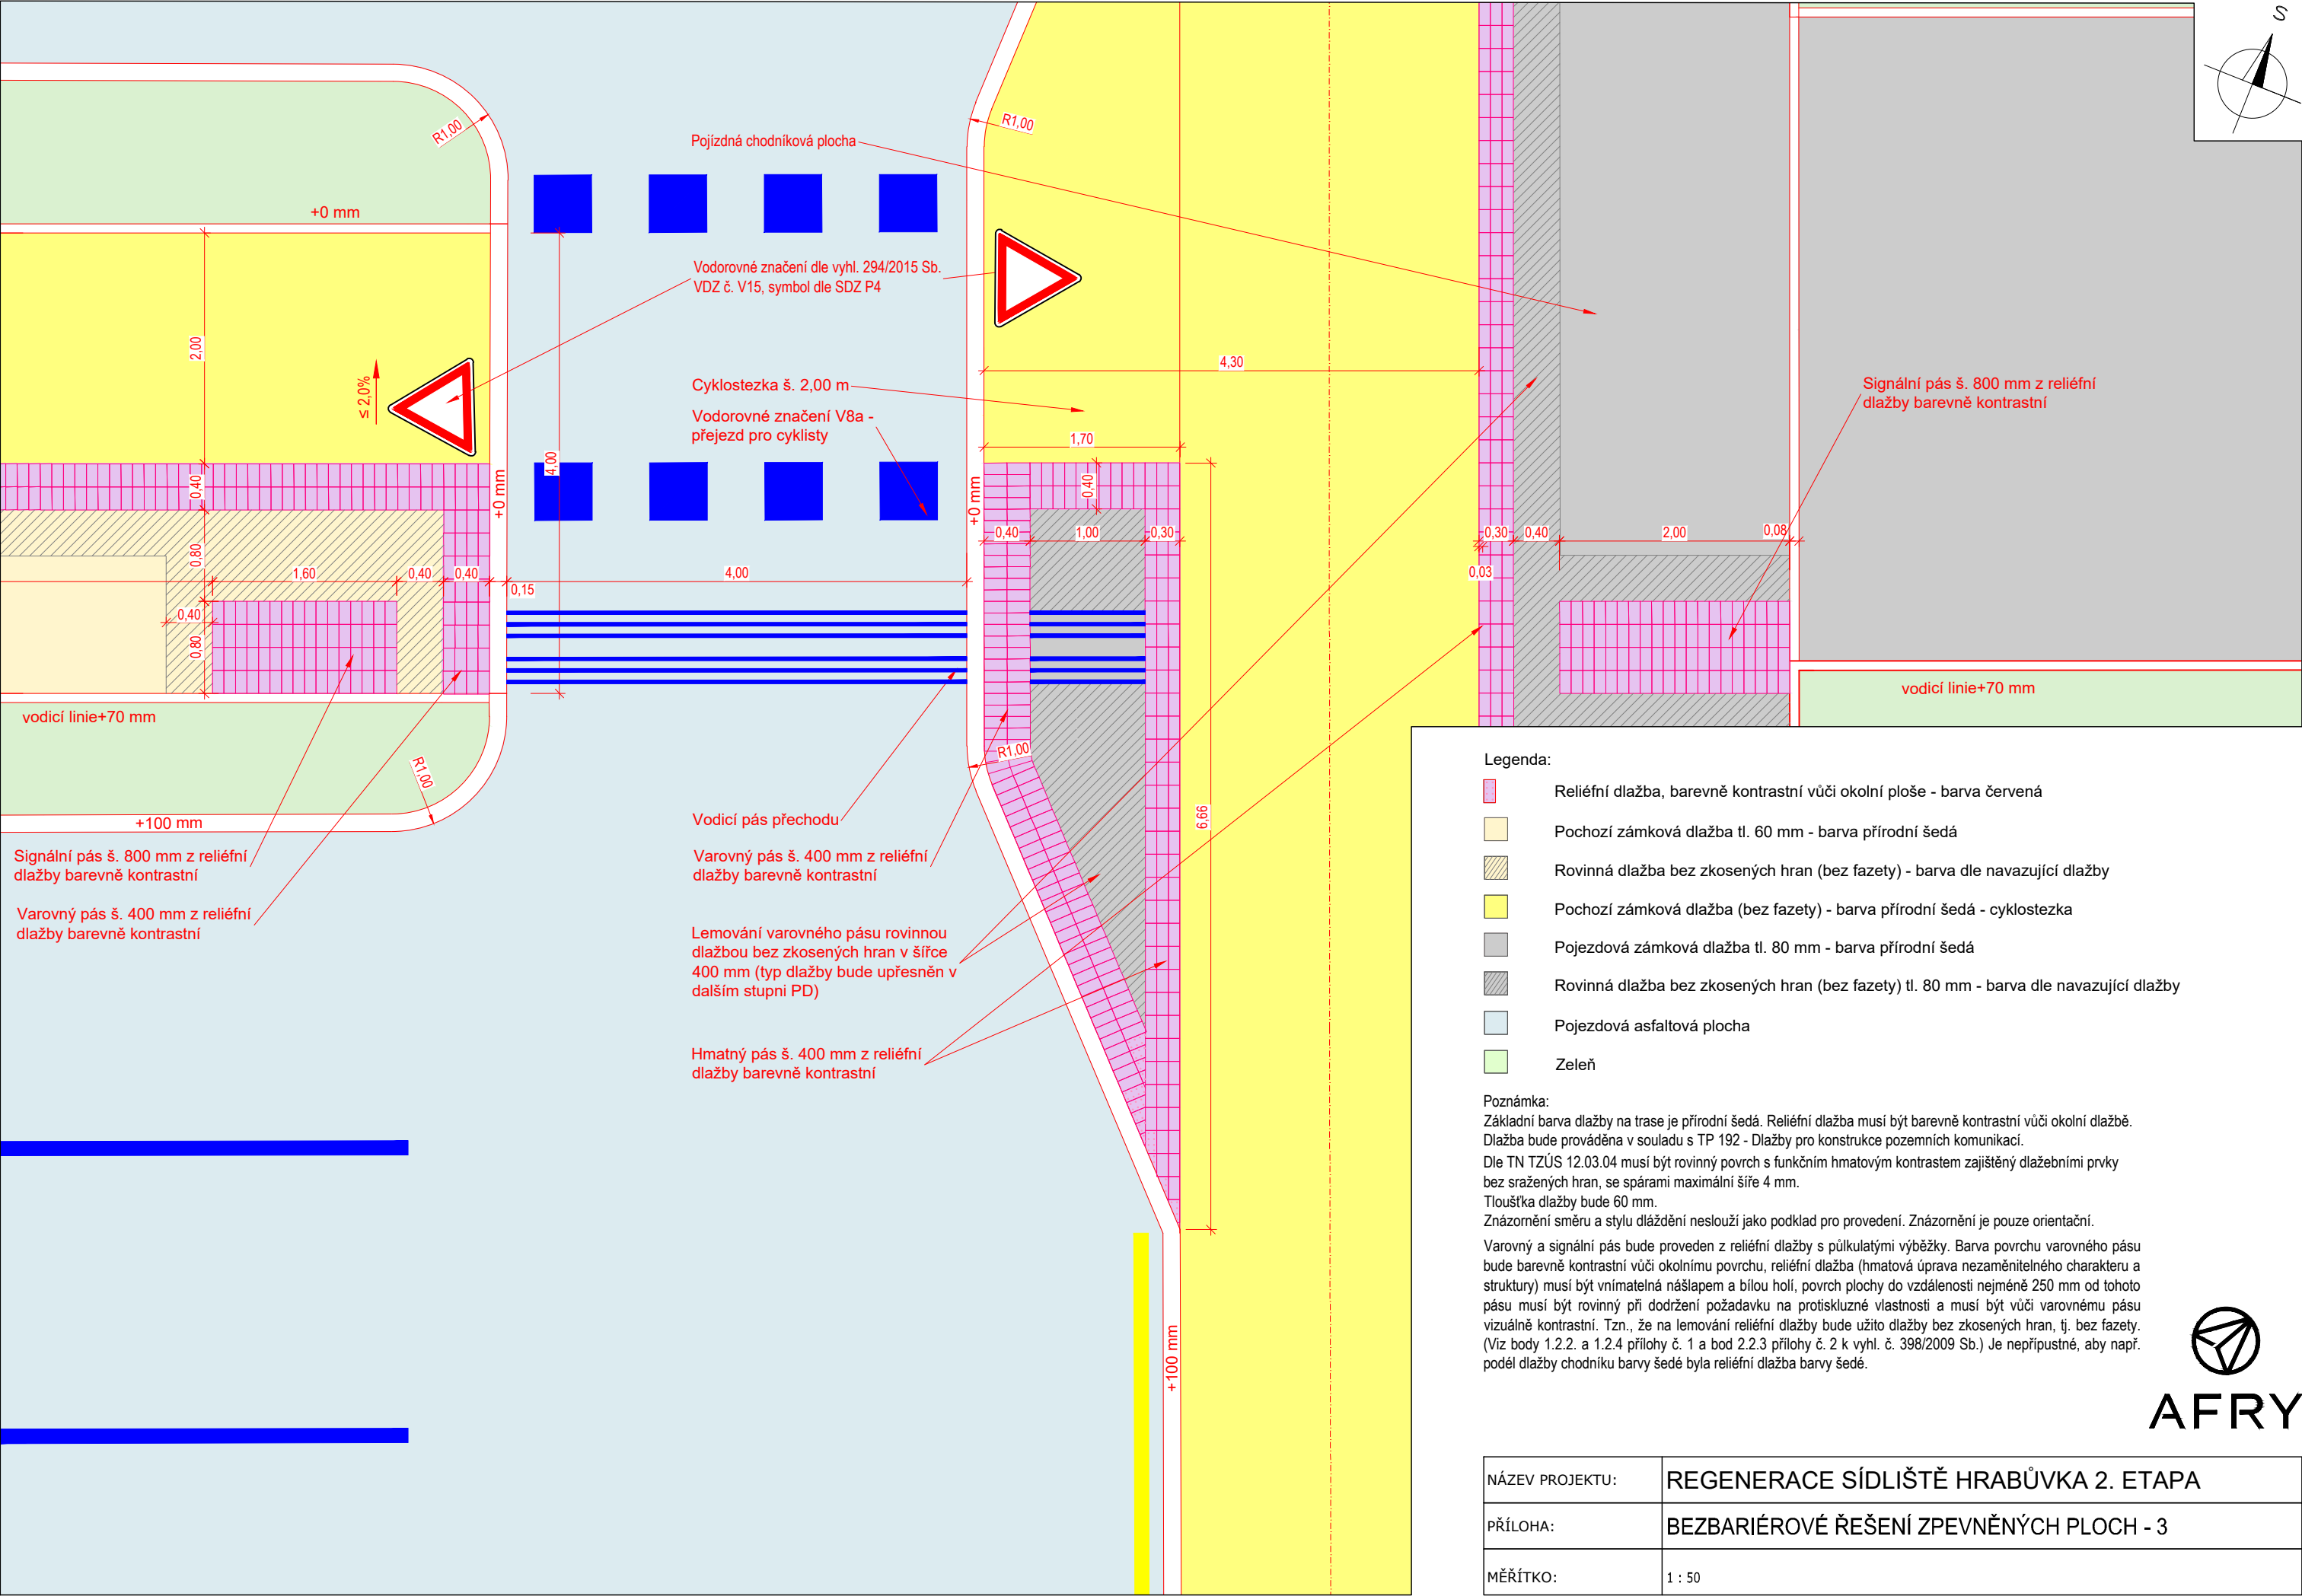 S
R1,00
R1,00
Pojízdná chodníková plocha
+0 mm
Vodorovné značení dle vyhl. 294/2015 Sb.
VDZ č. V15, symbol dle SDZ P4
2,00
≤ 2,0%
4,30
Cyklostezka š. 2,00 m
Vodorovné značení V8a -
přejezd pro cyklisty
Signální pás š. 800 mm z reliéfní
dlažby barevně kontrastní
1,70
4,00
0,40
+0 mm
+0 mm
0,40
0,40
1,00
0,30
0,30
0,40
2,00
0,08
0,80
1,60
0,40
0,40
0,15
4,00
0,03
0,40
0,80
vodicí linie+70 mm
vodicí linie+70 mm
R1,00
R1,00
+100 mm
Vodicí pás přechodu
6,66
Signální pás š. 800 mm z reliéfní
dlažby barevně kontrastní
Varovný pás š. 400 mm z reliéfní
dlažby barevně kontrastní
Varovný pás š. 400 mm z reliéfní
dlažby barevně kontrastní
Lemování varovného pásu rovinnou
dlažbou bez zkosených hran v šířce
400 mm (typ dlažby bude upřesněn v
dalším stupni PD)
Hmatný pás š. 400 mm z reliéfní
dlažby barevně kontrastní
+100 mm
Legenda:
Reliéfní dlažba, barevně kontrastní vůči okolní ploše - barva červená
Pochozí zámková dlažba tl. 60 mm - barva přírodní šedá
Rovinná dlažba bez zkosených hran (bez fazety) - barva dle navazující dlažby
Pochozí zámková dlažba (bez fazety) - barva přírodní šedá - cyklostezka
Pojezdová zámková dlažba tl. 80 mm - barva přírodní šedá
Rovinná dlažba bez zkosených hran (bez fazety) tl. 80 mm - barva dle navazující dlažby
Pojezdová asfaltová plocha
Zeleň
Poznámka:
Základní barva dlažby na trase je přírodní šedá. Reliéfní dlažba musí být barevně kontrastní vůči okolní dlažbě.
Dlažba bude prováděna v souladu s TP 192 - Dlažby pro konstrukce pozemních komunikací.
Dle TN TZÚS 12.03.04 musí být rovinný povrch s funkčním hmatovým kontrastem zajištěný dlažebními prvky
bez sražených hran, se spárami maximální šíře 4 mm.
Tloušťka dlažby bude 60 mm.
Znázornění směru a stylu dláždění neslouží jako podklad pro provedení. Znázornění je pouze orientační.
Varovný a signální pás bude proveden z reliéfní dlažby s půlkulatými výběžky. Barva povrchu varovného pásu
bude barevně kontrastní vůči okolnímu povrchu, reliéfní dlažba (hmatová úprava nezaměnitelného charakteru a
struktury) musí být vnímatelná nášlapem a bílou holí, povrch plochy do vzdálenosti nejméně 250 mm od tohoto
pásu musí být rovinný při dodržení požadavku na protiskluzné vlastnosti a musí být vůči varovnému pásu
vizuálně kontrastní. Tzn., že na lemování reliéfní dlažby bude užito dlažby bez zkosených hran, tj. bez fazety.
(Viz body 1.2.2. a 1.2.4 přílohy č. 1 a bod 2.2.3 přílohy č. 2 k vyhl. č. 398/2009 Sb.) Je nepřípustné, aby např.
podél dlažby chodníku barvy šedé byla reliéfní dlažba barvy šedé.
AFRY
NÁZEV PROJEKTU:
REGENERACE SÍDLIŠTĚ HRABŮVKA 2. ETAPA
PŘÍLOHA:
BEZBARIÉROVÉ ŘEŠENÍ ZPEVNĚNÝCH PLOCH - 3
MĚŘÍTKO:
1 : 50